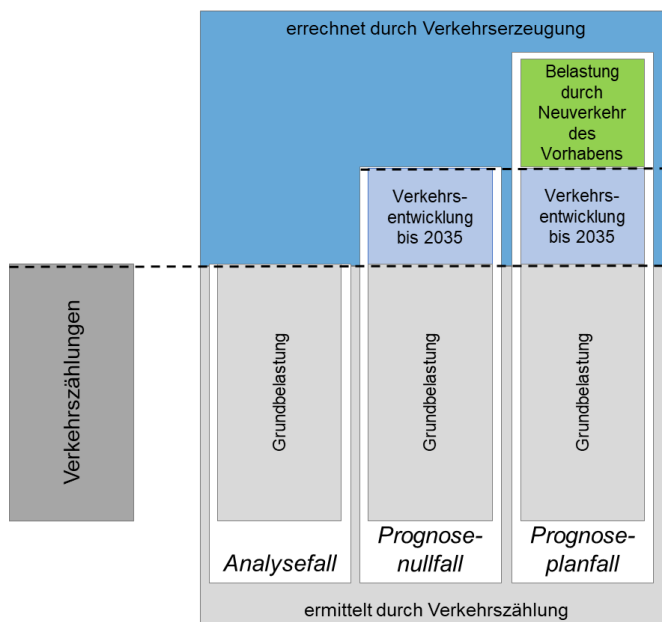 errechnet durch Verkehrserzeugung
Belastung
durch
Neuverkehr
des
Vorhabens
Verkehrs-
entwicklung
bis 2035
Verkehrs-
entwicklung
bis 2035
Verkehrszählungen
Grundbelastung
Grundbelastung
Grundbelastung
Analysefall
Prognose-
nullfall
Prognose-
planfall
ermittelt durch Verkehrszählung